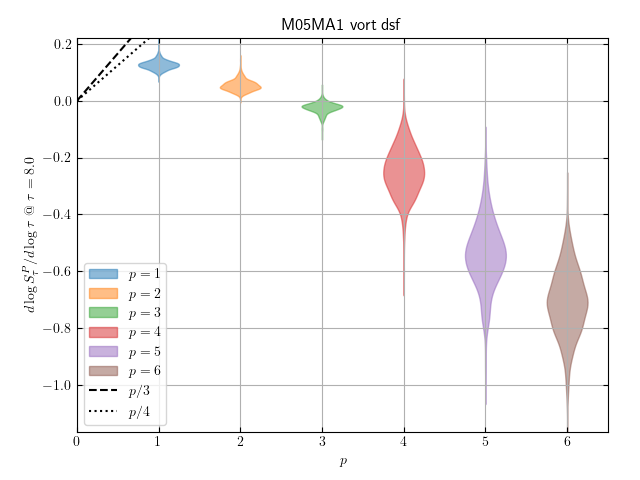 M05MA1 vort dsf
d log S_τ^P / d log τ @ τ = 8.0
0.2
0.0
−0.2
−0.4
−0.6
−0.8
−1.0
p = 1
p = 2
p = 3
p = 4
p = 5
p = 6
p/3
p/4
0 1 2 3 4 5 6
p